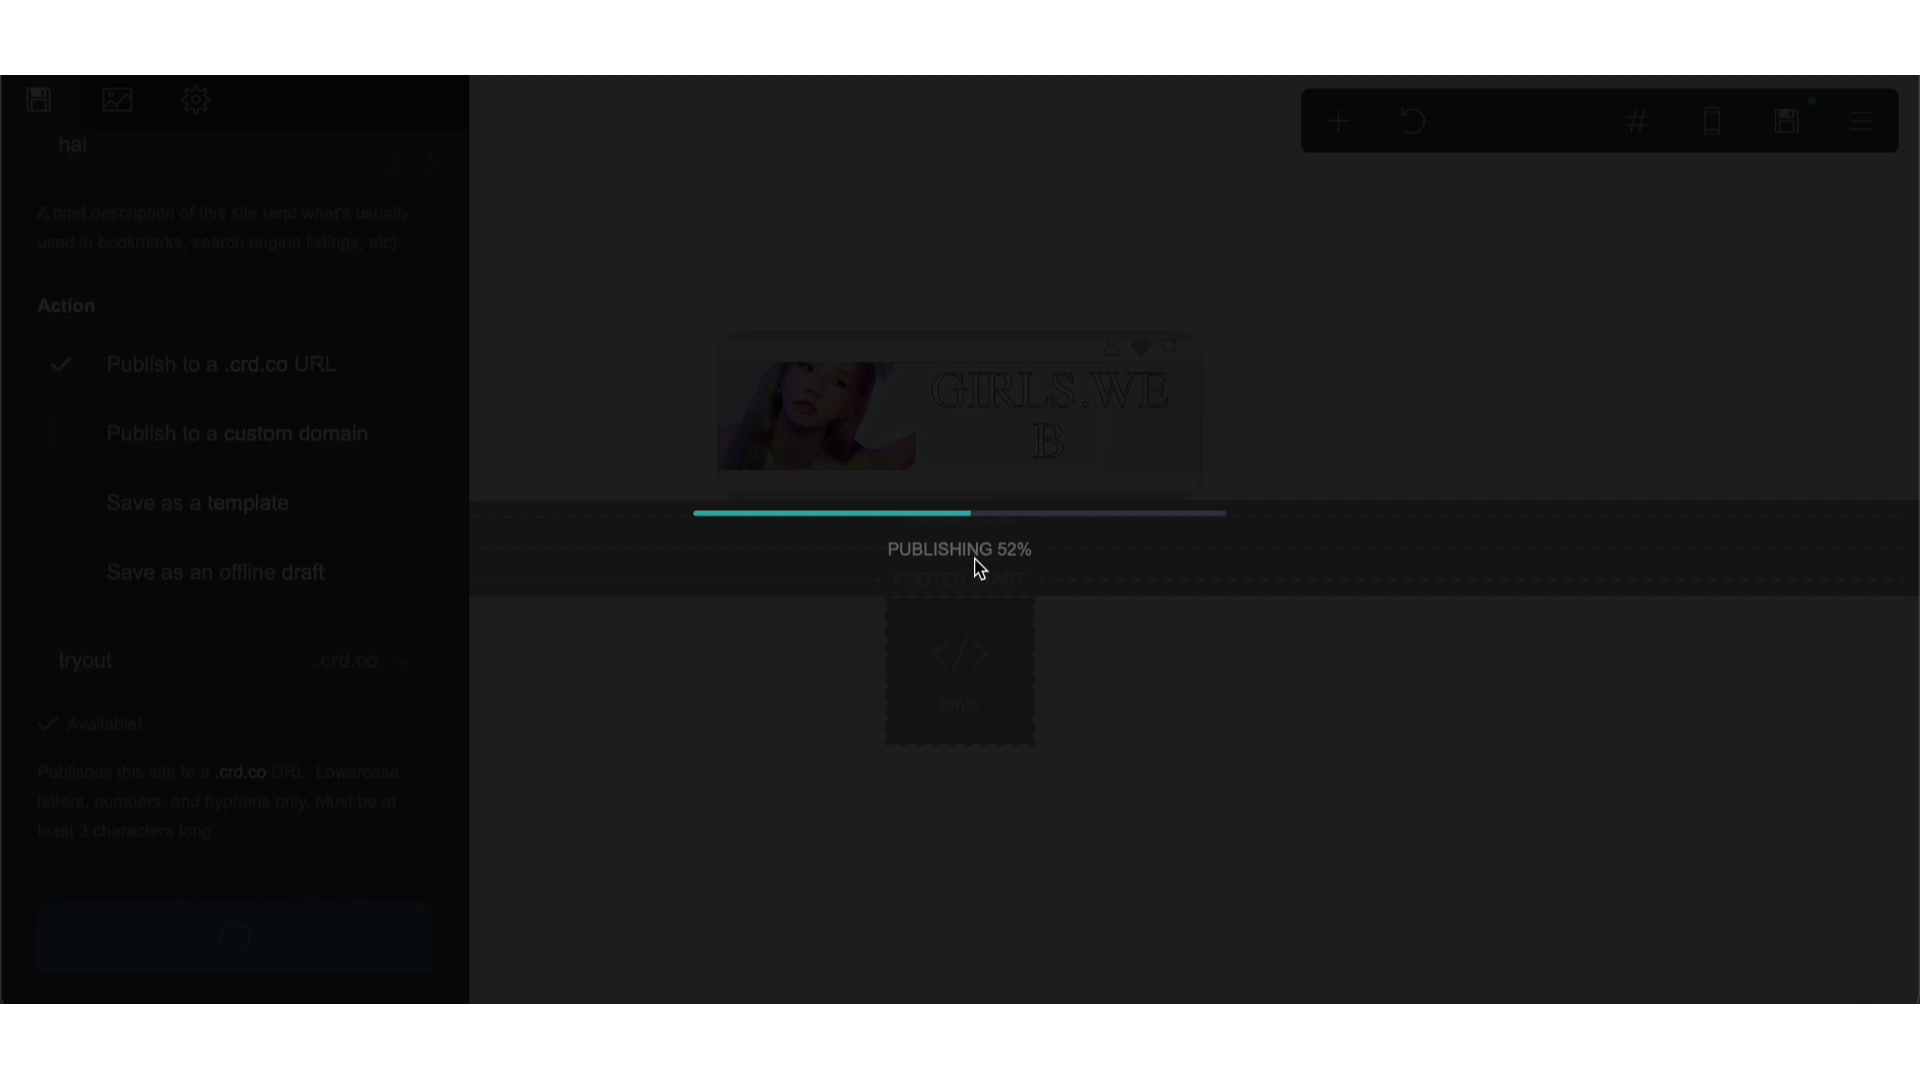 hai
A brief description of this site (and what's usually
used in bookmarks, search engine listings, etc).
Action
Publish to a .crd.co URL
Publish to a custom domain
Save as a template
Save as an offline draft
tryout .crd.co
Available!
Publishes this site to a .crd.co URL. Lowercase
letters, numbers, and hyphens only. Must be at
least 3 characters long.
GIRLS.WE
B
PUBLISHING 52%
fonts